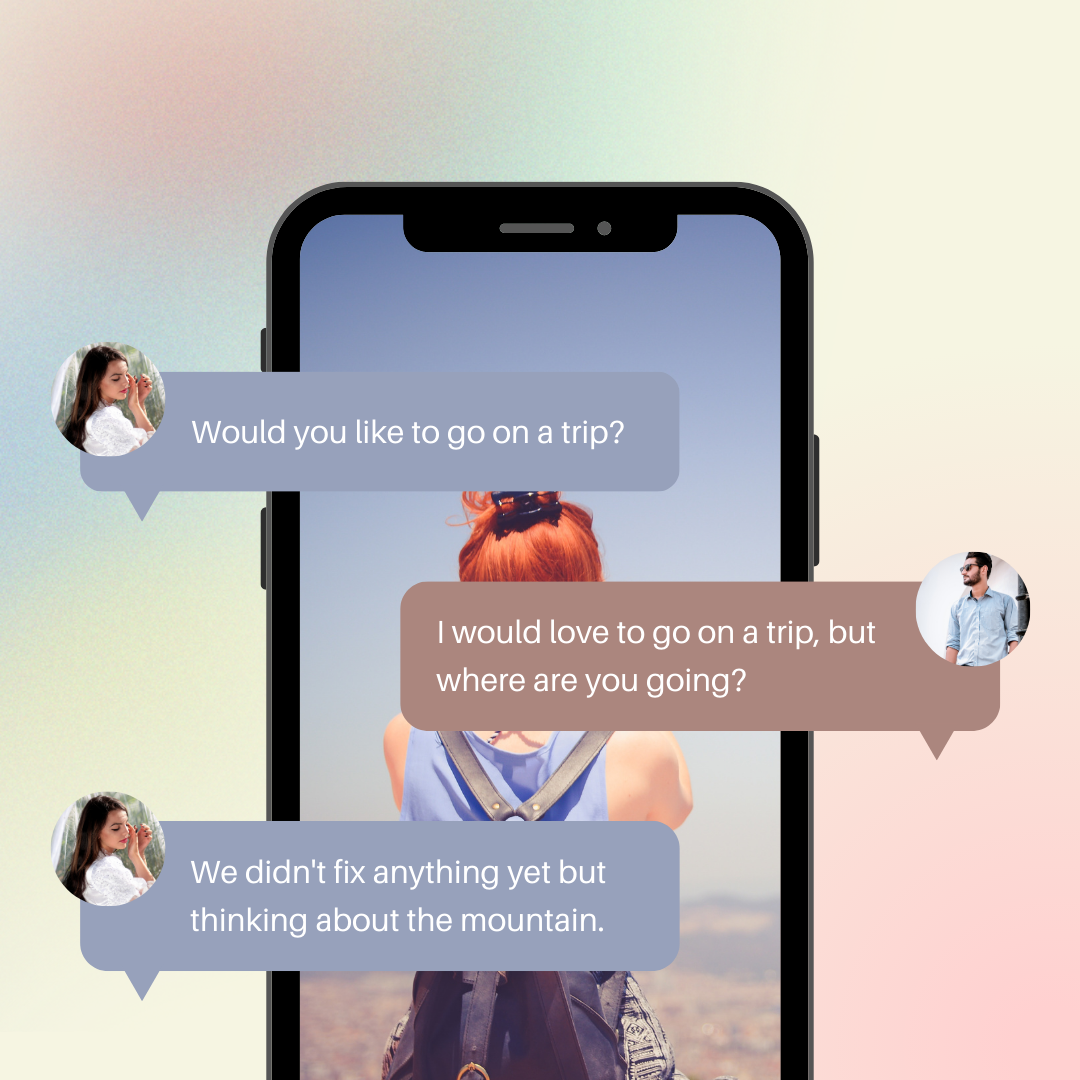 Would you like to go on a trip?
I would love to go on a trip, but
where are you going?
We didn't fix anything yet but
thinking about the mountain.